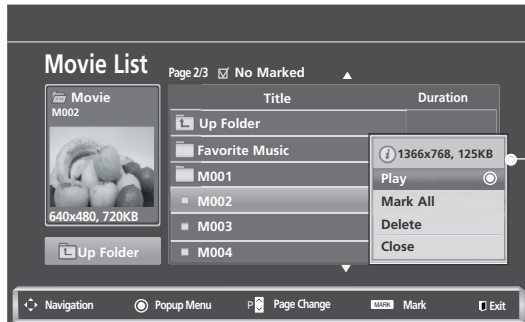 Movie List
Page 2/3 No Marked
Movie
M002
640x480, 720KB
Up Folder
Title Duration
Up Folder
Favorite Music
M001
M002
M003
M004
1366x768, 125KB
Play
Mark All
Delete
Close
Navigation Popup Menu P Page Change MARK Mark Exit